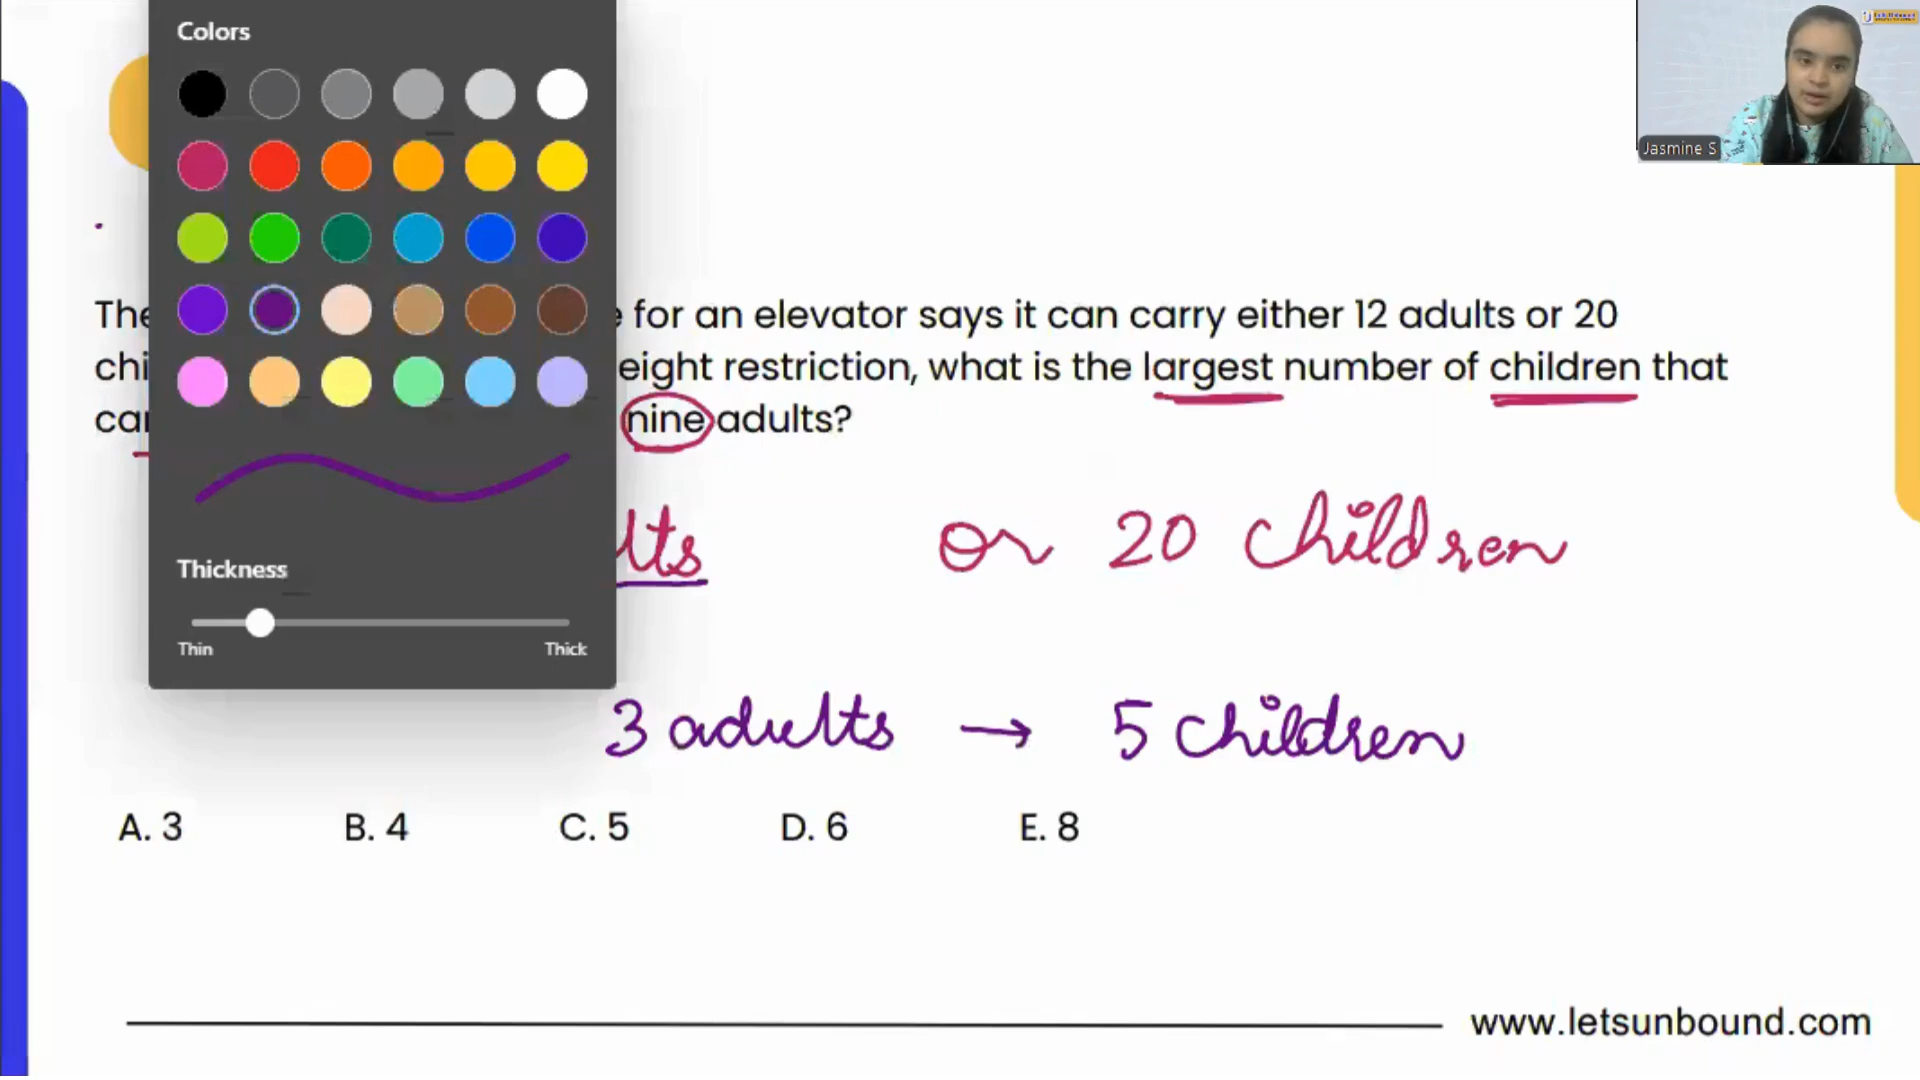 Colors
Jasmine S
The
for an elevator says it can carry either 12 adults or 20
chi
eight restriction, what is the largest number of children that
nine adults?
lts or 20 children
Thickness
Thin Thick
3 adults → 5 children
A. 3 B. 4 C. 5 D. 6 E. 8
www.letsunbound.com